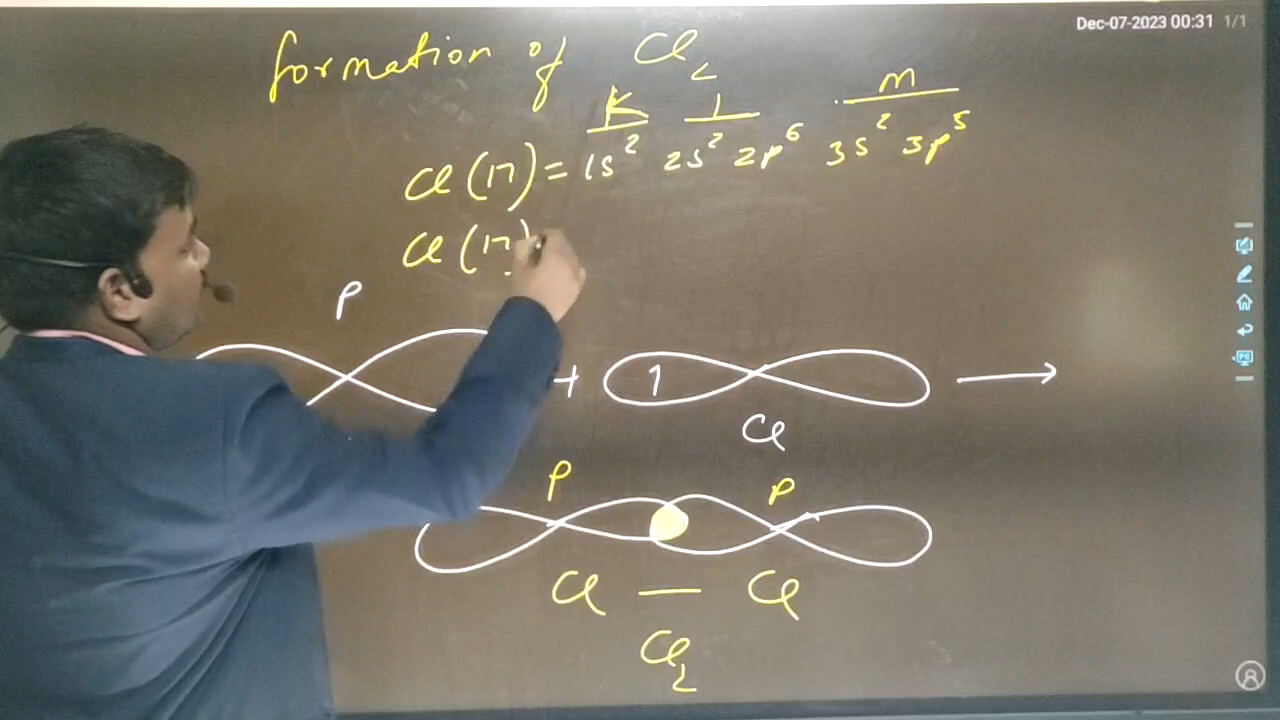 Dec-07-2023 00:31 1/1
formation of Cl₂
K L M
Cl (17) = 1s² 2s² 2p⁶ 3s² 3p⁵
Cl (17)
P
+ 1 →
Cl
P P
Cl — Cl
Cl₂